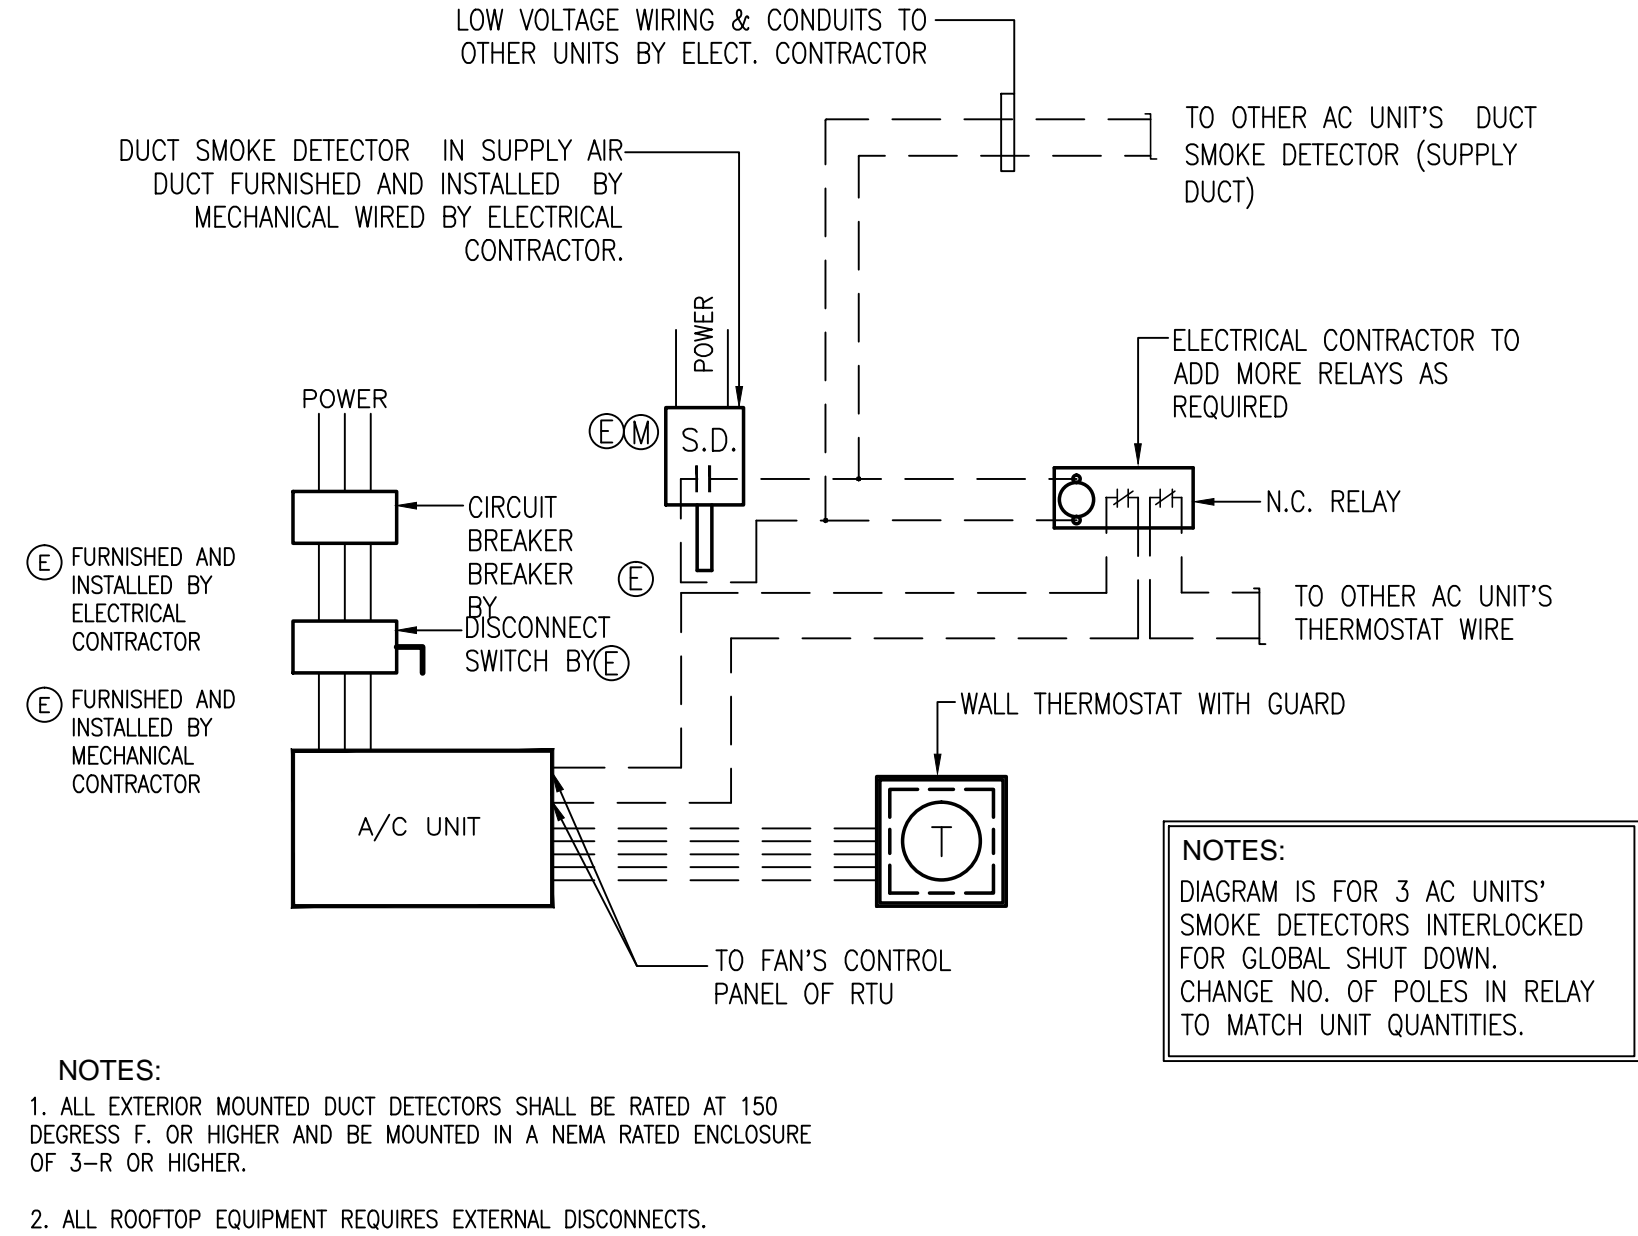 LOW VOLTAGE WIRING & CONDUITS TO
OTHER UNITS BY ELECT. CONTRACTOR
TO OTHER AC UNIT'S DUCT
SMOKE DETECTOR (SUPPLY
DUCT)
DUCT SMOKE DETECTOR IN SUPPLY AIR
DUCT FURNISHED AND INSTALLED BY
MECHANICAL WIRED BY ELECTRICAL
CONTRACTOR.
POWER
ELECTRICAL CONTRACTOR TO
ADD MORE RELAYS AS
REQUIRED
POWER
E M S.D.
N.C. RELAY
CIRCUIT
BREAKER
BREAKER
BY
E
E FURNISHED AND
INSTALLED BY
ELECTRICAL
CONTRACTOR
DISCONNECT
SWITCH BY E
TO OTHER AC UNIT'S
THERMOSTAT WIRE
E FURNISHED AND
INSTALLED BY
MECHANICAL
CONTRACTOR
WALL THERMOSTAT WITH GUARD
A/C UNIT
T
TO FAN'S CONTROL
PANEL OF RTU
NOTES:
DIAGRAM IS FOR 3 AC UNITS'
SMOKE DETECTORS INTERLOCKED
FOR GLOBAL SHUT DOWN.
CHANGE NO. OF POLES IN RELAY
TO MATCH UNIT QUANTITIES.
NOTES:
1. ALL EXTERIOR MOUNTED DUCT DETECTORS SHALL BE RATED AT 150
DEGRESS F. OR HIGHER AND BE MOUNTED IN A NEMA RATED ENCLOSURE
OF 3-R OR HIGHER.
2. ALL ROOFTOP EQUIPMENT REQUIRES EXTERNAL DISCONNECTS.